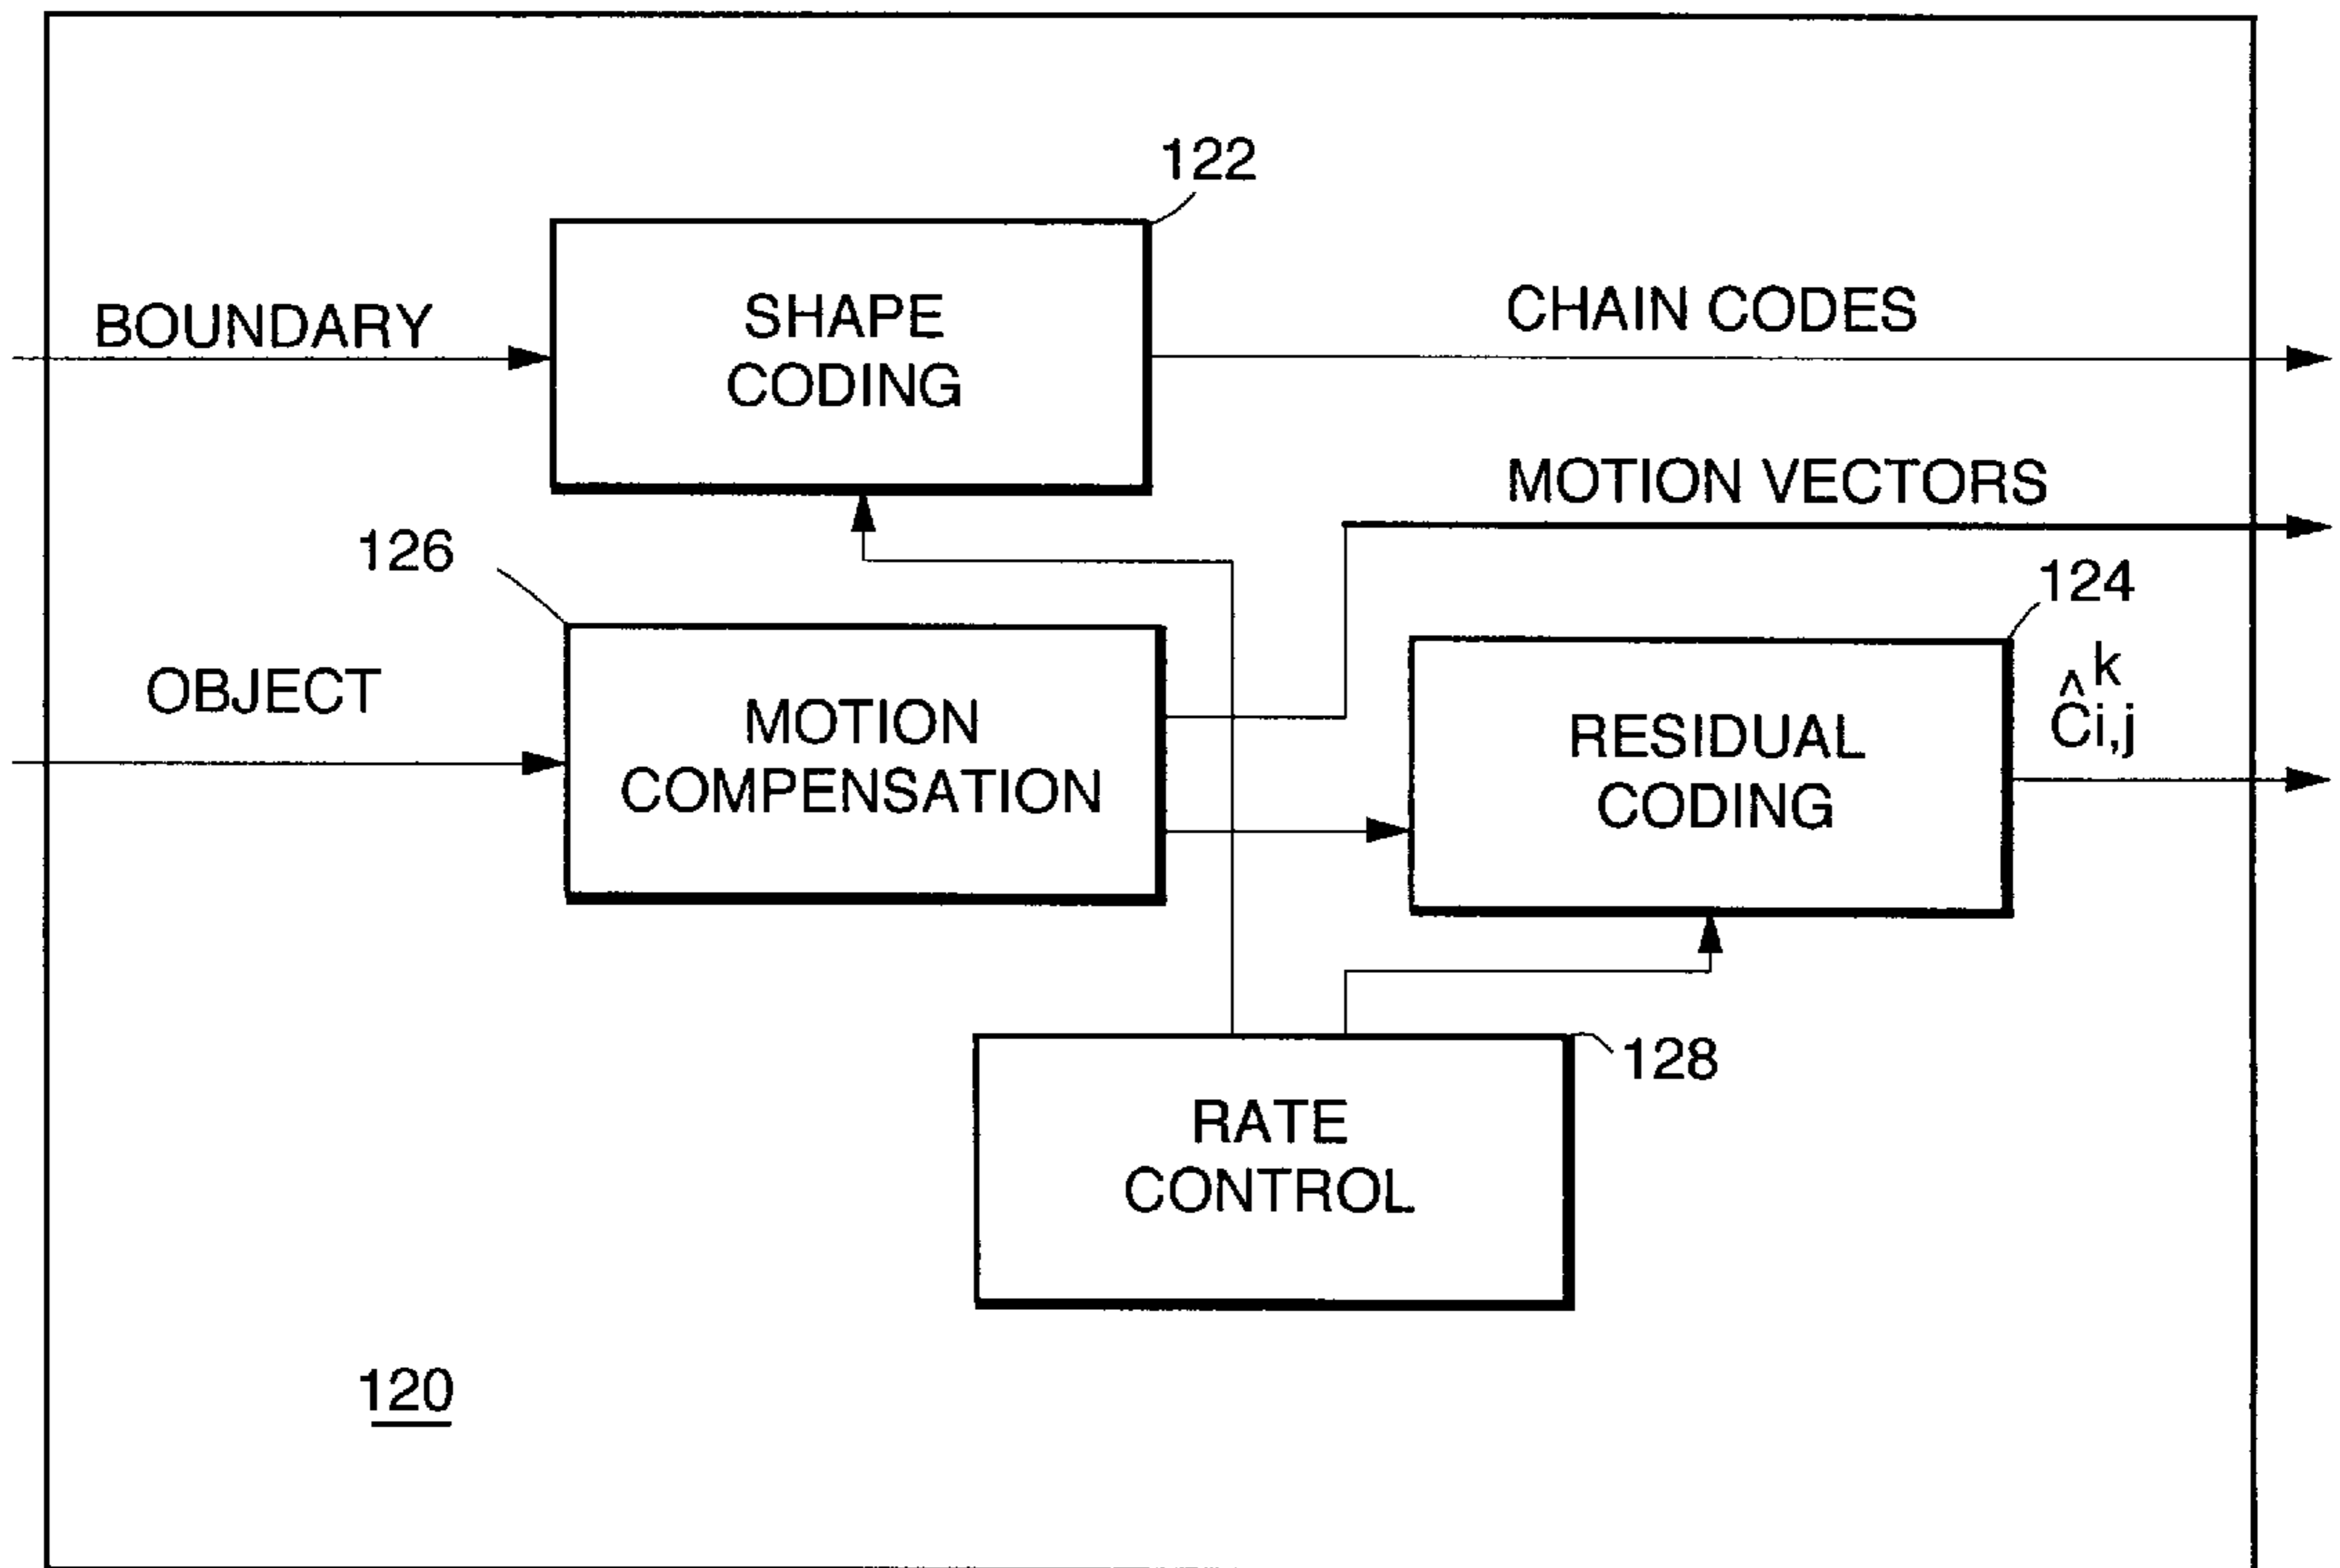 122
BOUNDARY
SHAPE
CODING
CHAIN CODES
MOTION VECTORS
126
124
OBJECT
MOTION
COMPENSATION
RESIDUAL
CODING
Ĉi,j^k
128
RATE
CONTROL
120